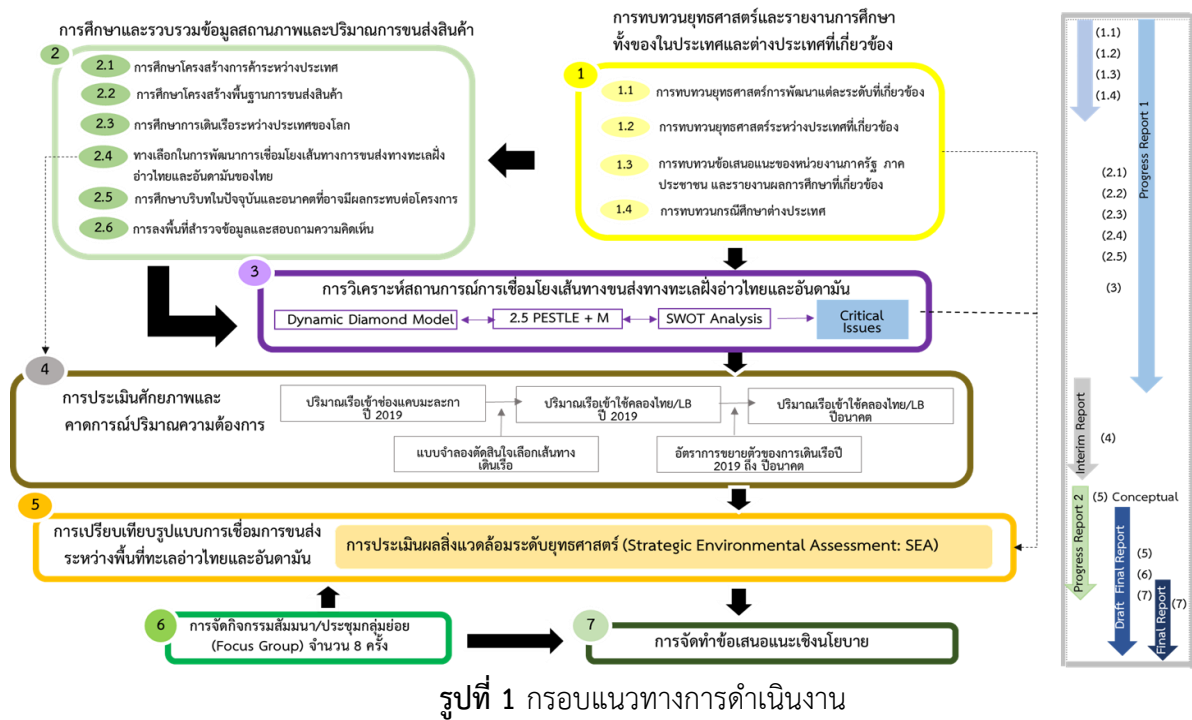 การศึกษาและรวบรวมข้อมูลสถานภาพและปริมาณการขนส่งสินค้า
2
2.1 การศึกษาโครงสร้างการค้าระหว่างประเทศ
2.2 การศึกษาโครงสร้างพื้นฐานการขนส่งสินค้า
2.3 การศึกษาการเดินเรือระหว่างประเทศของโลก
2.4 ทางเลือกในการพัฒนาการเชื่อมโยงเส้นทางการขนส่งทางทะเลฝั่ง
อ่าวไทยและอันดามันของไทย
2.5 การศึกษาบริบทในปัจจุบันและอนาคตที่อาจมีผลกระทบต่อโครงการ
2.6 การลงพื้นที่สำรวจข้อมูลและสอบถามความคิดเห็น
การทบทวนยุทธศาสตร์และรายงานการศึกษา
ทั้งของในประเทศและต่างประเทศที่เกี่ยวข้อง
1
1.1 การทบทวนยุทธศาสตร์การพัฒนาแต่ละระดับที่เกี่ยวข้อง
1.2 การทบทวนยุทธศาสตร์ระหว่างประเทศที่เกี่ยวข้อง
1.3 การทบทวนข้อเสนอแนะของหน่วยงานภาครัฐ ภาค
ประชาชน และรายงานผลการศึกษาที่เกี่ยวข้อง
1.4 การทบทวนกรณีศึกษาต่างประเทศ
3
การวิเคราะห์สถานการณ์การเชื่อมโยงเส้นทางขนส่งทางทะเลฝั่งอ่าวไทยและอันดามัน
Dynamic Diamond Model
2.5 PESTLE + M
SWOT Analysis
Critical
Issues
4
การประเมินศักยภาพและ
คาดการณ์ปริมาณความต้องการ
ปริมาณเรือเข้าช่องแคบมะละกา
ปี 2019
ปริมาณเรือเข้าใช้คลองไทย/LB
ปี 2019
ปริมาณเรือเข้าใช้คลองไทย/LB
ปีอนาคต
แบบจำลองตัดสินใจเลือกเส้นทาง
เดินเรือ
อัตราการขยายตัวของการเดินเรือปี
2019 ถึง ปีอนาคต
5
การเปรียบเทียบรูปแบบการเชื่อมการขนส่ง
ระหว่างพื้นที่ทะเลอ่าวไทยและอันดามัน
การประเมินผลสิ่งแวดล้อมระดับยุทธศาสตร์ (Strategic Environmental Assessment: SEA)
6
การจัดกิจกรรมสัมมนา/ประชุมกลุ่มย่อย
(Focus Group) จำนวน 8 ครั้ง
7
การจัดทำข้อเสนอแนะเชิงนโยบาย
(1.1)
(1.2)
(1.3)
(1.4)
Progress Report 1
(2.1)
(2.2)
(2.3)
(2.4)
(2.5)
(3)
Interim Report
(4)
Progress Report 2
(5) Conceptual
Draft Final Report
(5)
(6)
(7)
Final Report
(7)
รูปที่ 1 กรอบแนวทางการดำเนินงาน